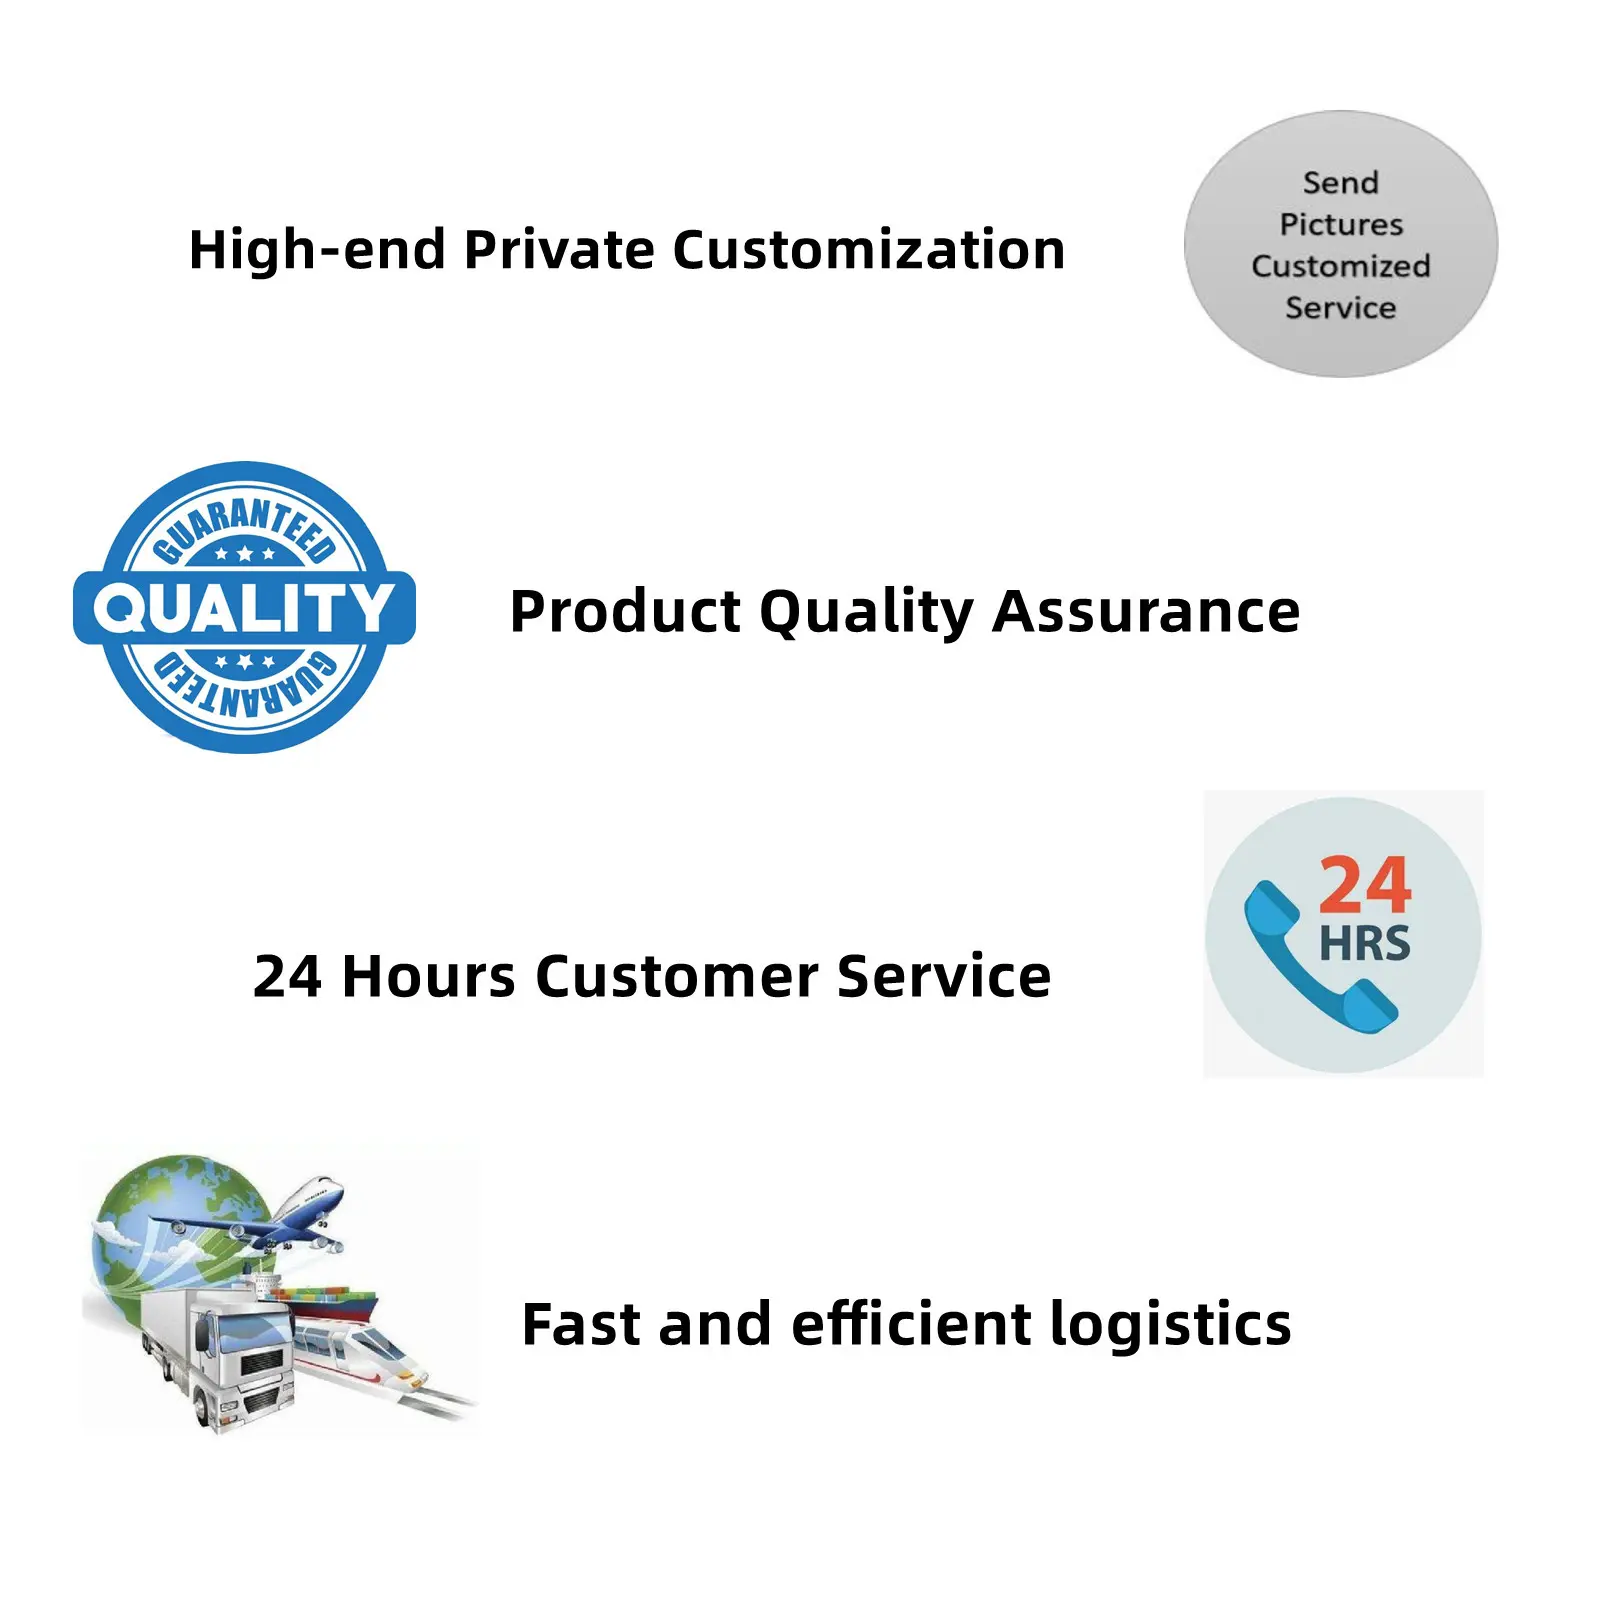 High-end Private Customization
Send
Pictures
Customized
Service
GUARANTEED
QUALITY
GUARANTEED
Product Quality Assurance
24 Hours Customer Service
24
HRS
Fast and efficient logistics